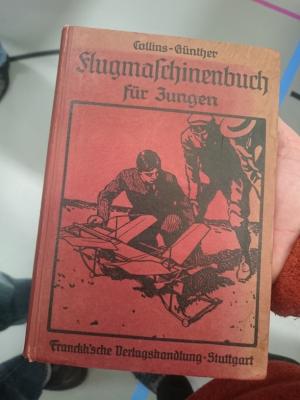 Collins-Günther
Flugmaschinenbuch
für Jungen
Franckh'sche Verlagshandlung · Stuttgart